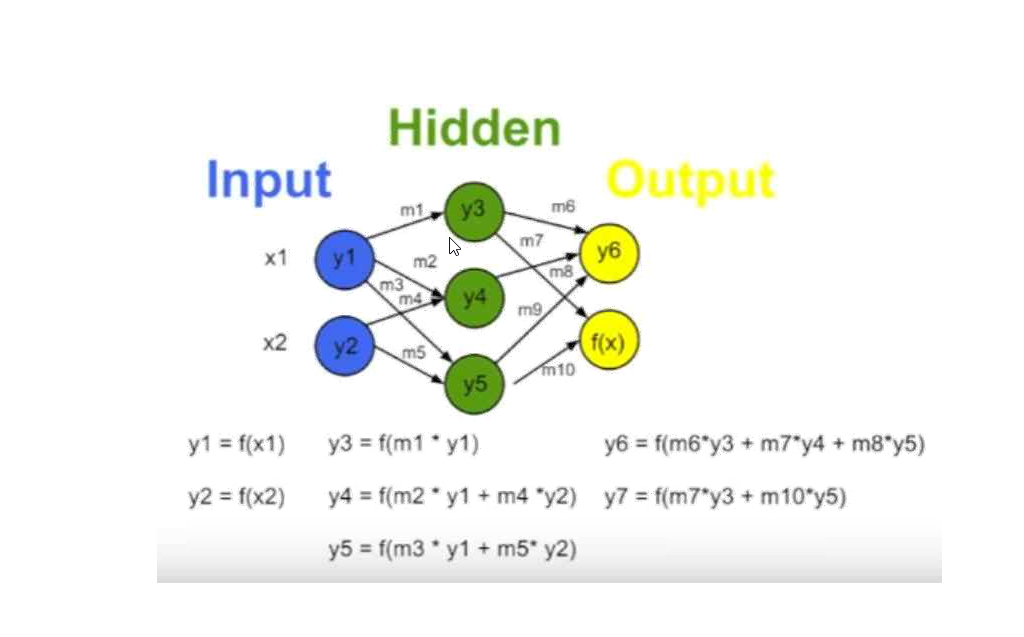 Hidden
Input
Output
m1
y3
m6
x1
y1
m2
m7
y6
m3
m4
y4
m8
x2
y2
m9
f(x)
m5
y5
m10
y1 = f(x1)
y3 = f(m1 * y1)
y6 = f(m6*y3 + m7*y4 + m8*y5)
y2 = f(x2)
y4 = f(m2 * y1 + m4 *y2)
y7 = f(m7*y3 + m10*y5)
y5 = f(m3 * y1 + m5* y2)